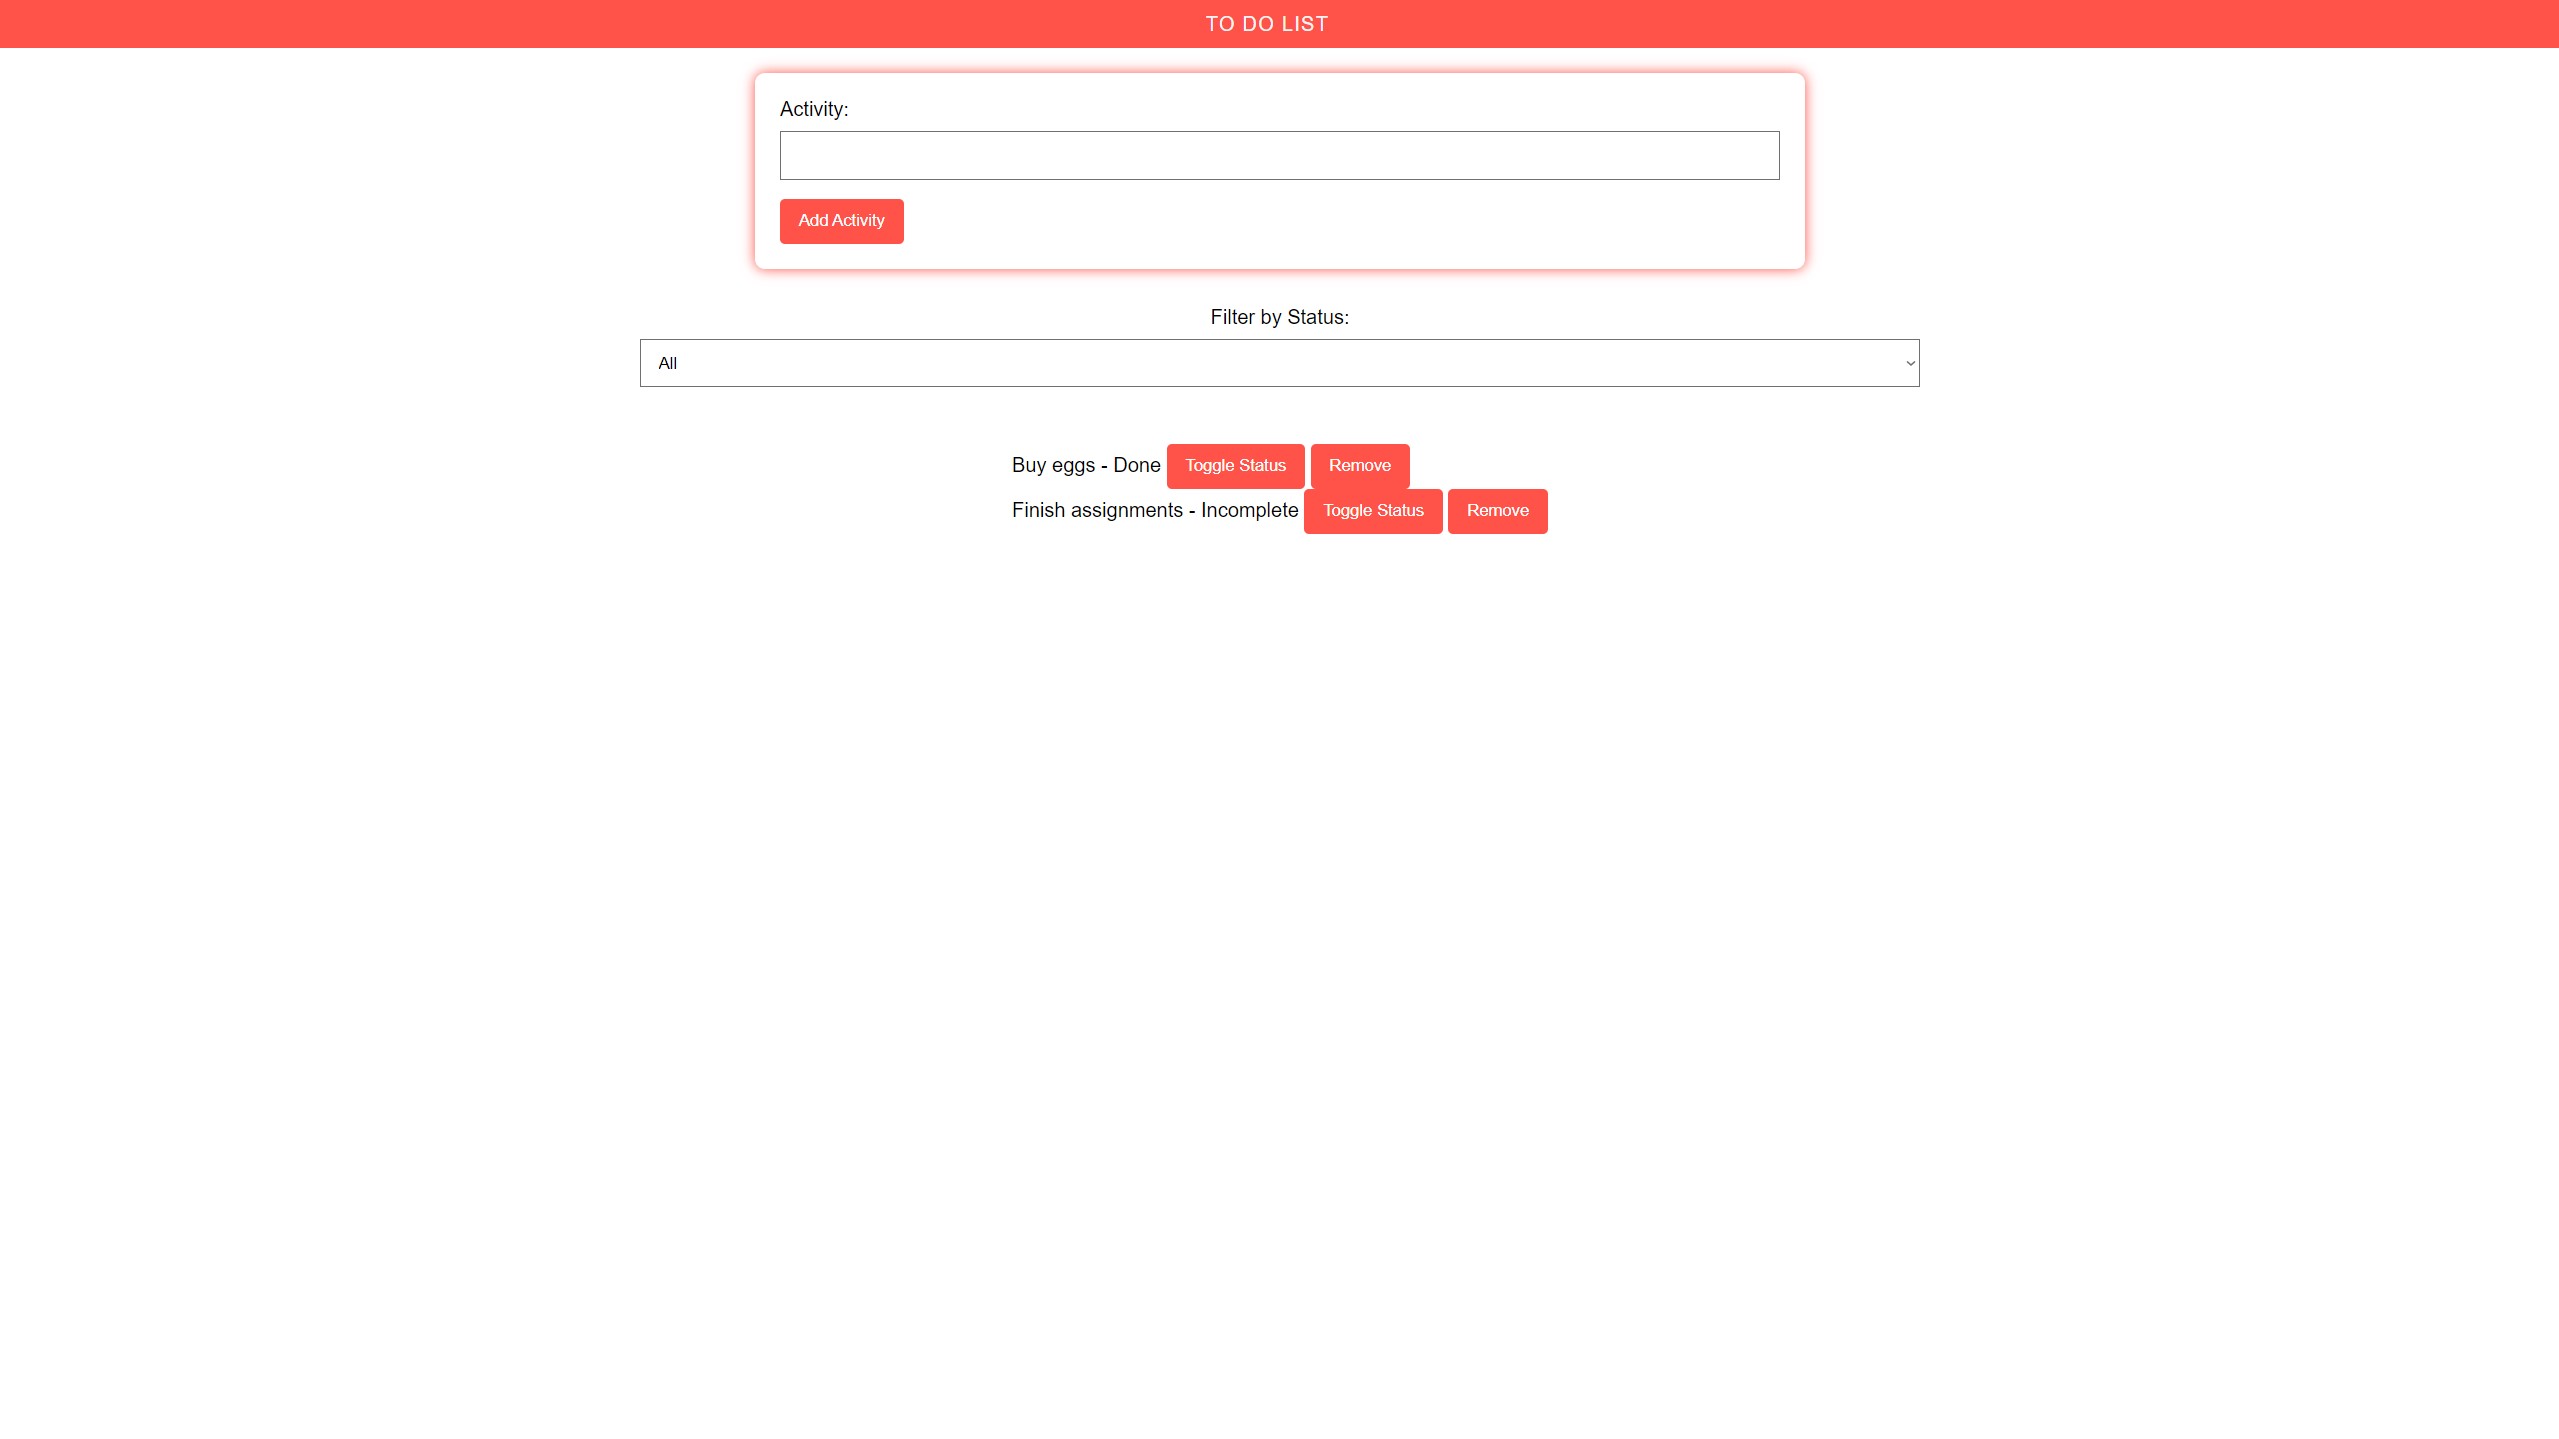 TO DO LIST
Activity:
Add Activity
Filter by Status:
All
Buy eggs - Done Toggle Status Remove
Finish assignments - Incomplete Toggle Status Remove